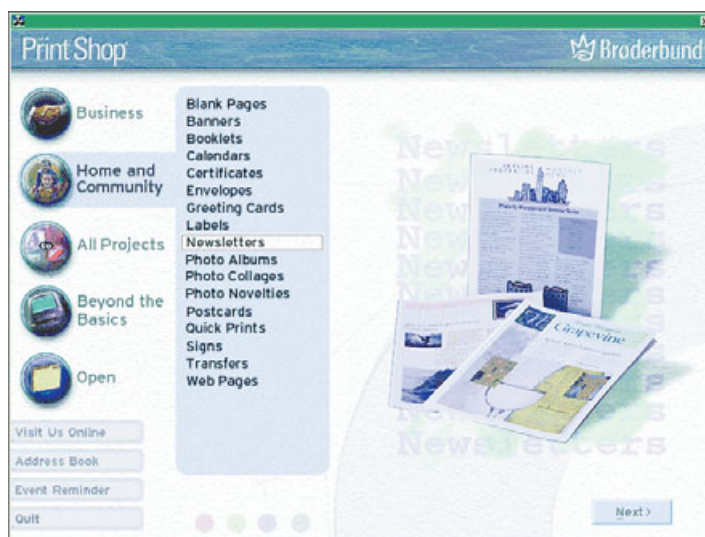 Print Shop
Broderbund
Business
Home and
Community
All Projects
Beyond the
Basics
Open
Visit Us Online
Address Book
Event Reminder
Quit
Blank Pages
Banners
Booklets
Calendars
Certificates
Envelopes
Greeting Cards
Labels
Newsletters
Photo Albums
Photo Collages
Photo Novelties
Postcards
Quick Prints
Signs
Transfers
Web Pages
Newsletters
Grapevine
Newsletters
Next >